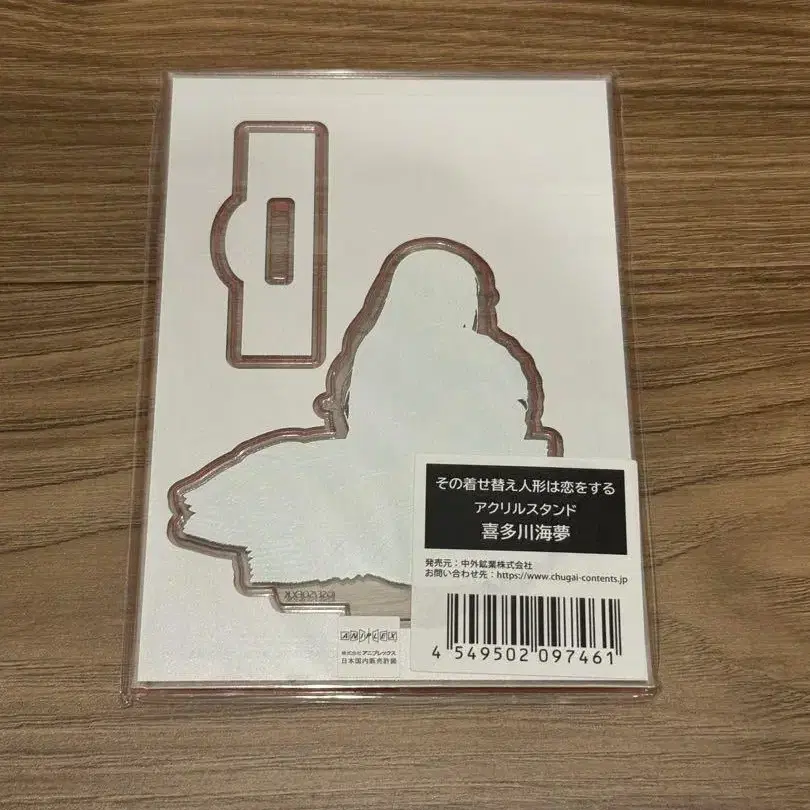 その着せ替え人形は恋をする
アクリルスタンド
喜多川海夢
発売元：中外鉱業株式会社
お問い合わせ先：https://www.chugai-contents.jp
4 549502 097461
ANIPLEX
株式会社アニプレックス
日本国内販売許諾